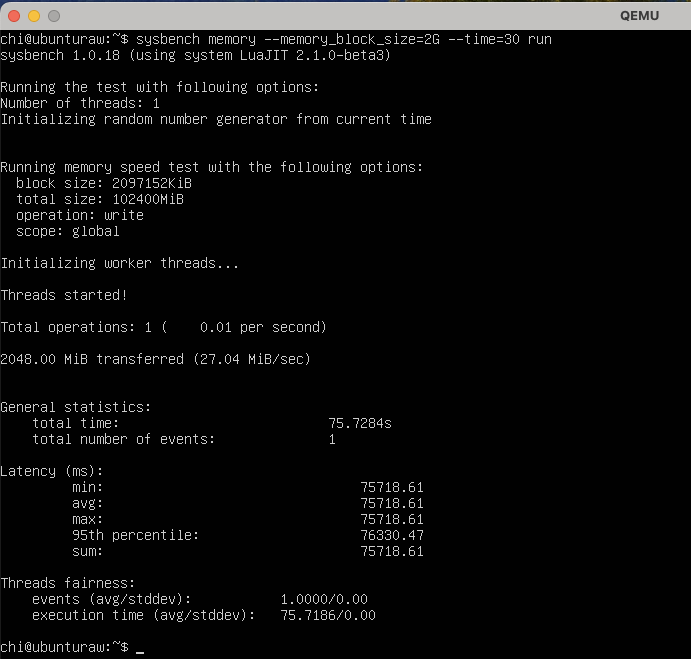 QEMU
chi@ubunturaw:~$ sysbench memory --memory_block_size=2G --time=30 run
sysbench 1.0.18 (using system LuaJIT 2.1.0-beta3)
Running the test with following options:
Number of threads: 1
Initializing random number generator from current time
Running memory speed test with the following options:
block size: 2097152KiB
total size: 102400MiB
operation: write
scope: global
Initializing worker threads...
Threads started!
Total operations: 1 (    0.01 per second)
2048.00 MiB transferred (27.04 MiB/sec)
General statistics:
total time:                          75.7284s
total number of events:              1
Latency (ms):
min:                                75718.61
avg:                                75718.61
max:                                75718.61
95th percentile:                    76330.47
sum:                                75718.61
Threads fairness:
events (avg/stddev):           1.0000/0.00
execution time (avg/stddev):   75.7186/0.00
chi@ubunturaw:~$ _